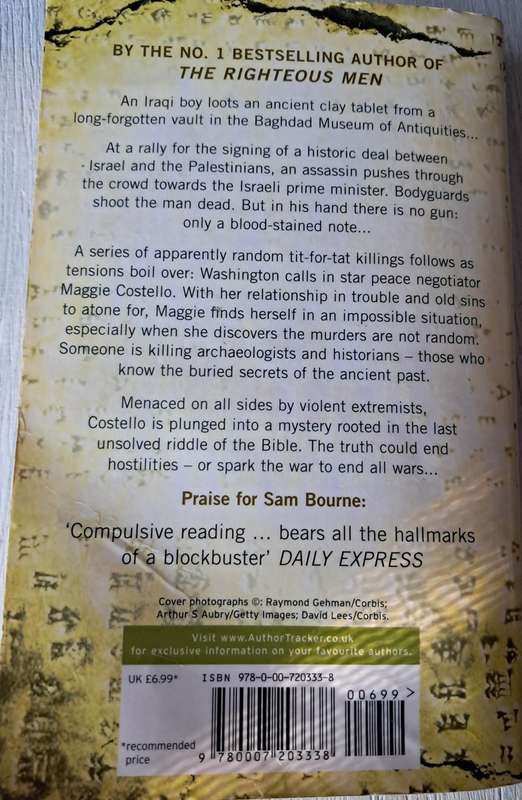 BY THE NO. 1 BESTSELLING AUTHOR OF
THE RIGHTEOUS MEN
An Iraqi boy loots an ancient clay tablet from a
long-forgotten vault in the Baghdad Museum of Antiquities...
At a rally for the signing of a historic deal between
Israel and the Palestinians, an assassin pushes through
the crowd towards the Israeli prime minister. Bodyguards
shoot the man dead. But in his hand there is no gun:
only a blood-stained note...
A series of apparently random tit-for-tat killings follows as
tensions boil over: Washington calls in star peace negotiator
Maggie Costello. With her relationship in trouble and old sins
to atone for, Maggie finds herself in an impossible situation,
especially when she discovers the murders are not random.
Someone is killing archaeologists and historians – those who
know the buried secrets of the ancient past.
Menaced on all sides by violent extremists,
Costello is plunged into a mystery rooted in the last
unsolved riddle of the Bible. The truth could end
hostilities – or spark the war to end all wars...
Praise for Sam Bourne:
'Compulsive reading ... bears all the hallmarks
of a blockbuster' DAILY EXPRESS
Cover photographs ©: Raymond Gehman/Corbis;
Arthur S Aubry/Getty Images; David Lees/Corbis.
Visit www.AuthorTracker.co.uk
for exclusive information on your favourite authors.
UK £6.99*
ISBN 978-0-00-720333-8
00699 >
*recommended
price
9 780007 203338